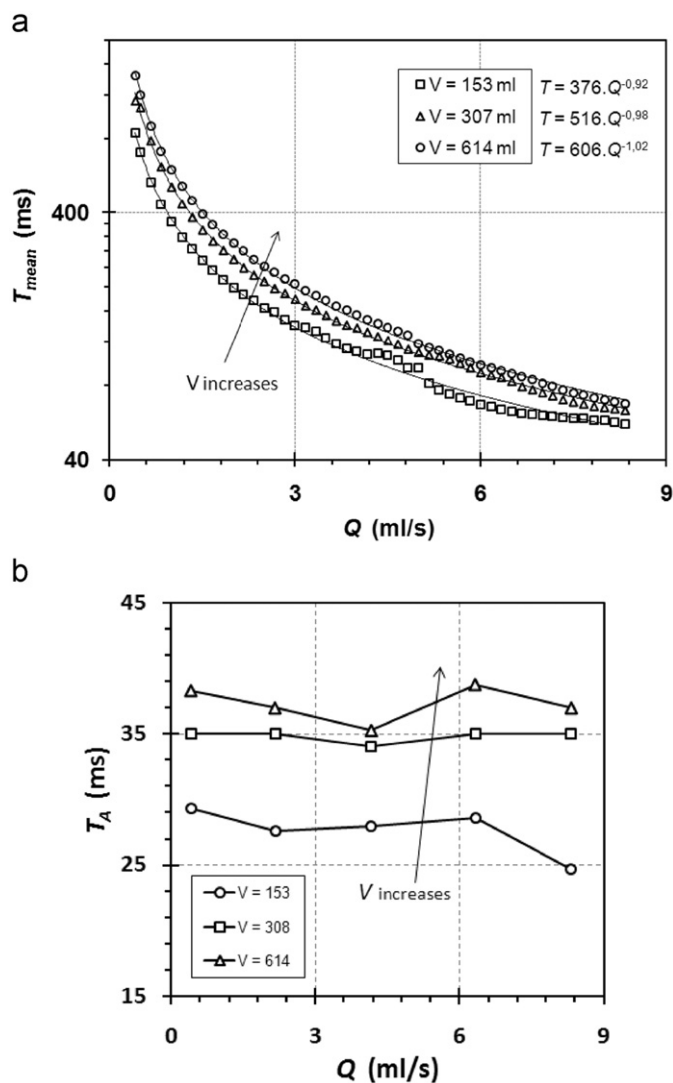 a
V = 153 ml T = 376.Q-0,92
V = 307 ml T = 516.Q-0,98
V = 614 ml T = 606.Q-1,02
400
T mean (ms)
V increases
40
0 3 6 9
Q (ml/s)
b
45
35
T A (ms)
25
V increases
V = 153
V = 308
V = 614
15
0 3 6 9
Q (ml/s)